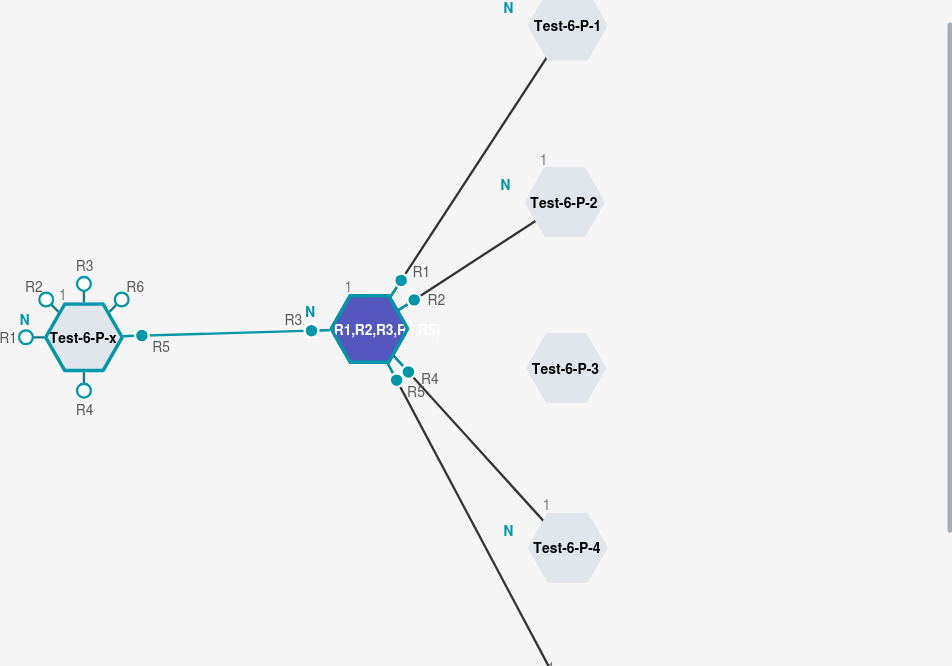 N
Test-6-P-1
1
N
Test-6-P-2
R3
R2
1
R6
N
R1
Test-6-P-x
R5
R4
R1
1
R2
N
R3
R1,R2,R3,R4,R5)
R4
R5
Test-6-P-3
1
N
Test-6-P-4